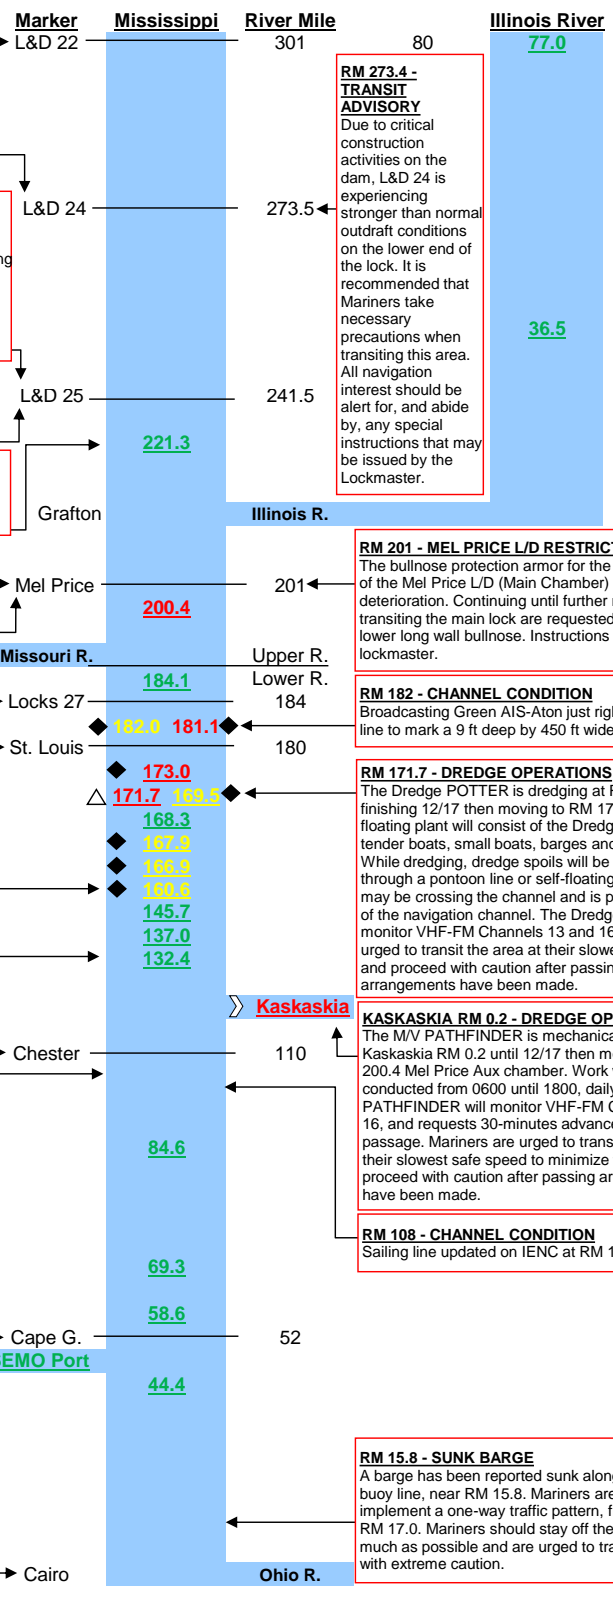 Marker Mississippi River Mile Illinois River
L&D 22 301 80 77.0
RM 273.4 -
TRANSIT
ADVISORY
Due to critical
construction
activities on the
dam, L&D 24 is
experiencing
stronger than normal
outdraft conditions
on the lower end of
the lock. It is
recommended that
Mariners take
necessary
precautions when
transiting this area.
All navigation
interest should be
alert for, and abide
by, any special
instructions that may
be issued by the
Lockmaster.
L&D 24 273.5
ng
36.5
L&D 25 241.5
221.3
Grafton Illinois R.
RM 201 - MEL PRICE L/D RESTRICT
The bullnose protection armor for the
of the Mel Price L/D (Main Chamber)
deterioration. Continuing until further
transiting the main lock are requested
lower long wall bullnose. Instructions
lockmaster.
Mel Price 201
200.4
Missouri R. Upper R.
184.1 Lower R.
Locks 27 184
182.0 181.1
RM 182 - CHANNEL CONDITION
Broadcasting Green AIS-Aton just righ
line to mark a 9 ft deep by 450 ft wide
St. Louis 180
173.0
171.7 169.5
168.3
167.9
166.9
160.6
145.7
137.0
132.4
RM 171.7 - DREDGE OPERATIONS
The Dredge POTTER is dredging at
finishing 12/17 then moving to RM 17
floating plant will consist of the Dredg
tender boats, small boats, barges and
While dredging, dredge spoils will be
through a pontoon line or self-floating
may be crossing the channel and is p
of the navigation channel. The Dredg
monitor VHF-FM Channels 13 and 16
urged to transit the area at their slowe
and proceed with caution after passin
arrangements have been made.
Kaskaskia
KASKASKIA RM 0.2 - DREDGE OP
The M/V PATHFINDER is mechanica
Kaskaskia RM 0.2 until 12/17 then m
200.4 Mel Price Aux chamber. Work
conducted from 0600 until 1800, daily
PATHFINDER will monitor VHF-FM C
16, and requests 30-minutes advance
passage. Mariners are urged to trans
their slowest safe speed to minimize
proceed with caution after passing ar
have been made.
Chester 110
84.6
RM 108 - CHANNEL CONDITION
Sailing line updated on IENC at RM 1
69.3
58.6
Cape G. 52
SEMO Port
44.4
RM 15.8 - SUNK BARGE
A barge has been reported sunk along
buoy line, near RM 15.8. Mariners are
implement a one-way traffic pattern, f
RM 17.0. Mariners should stay off the
much as possible and are urged to tra
with extreme caution.
Cairo Ohio R.